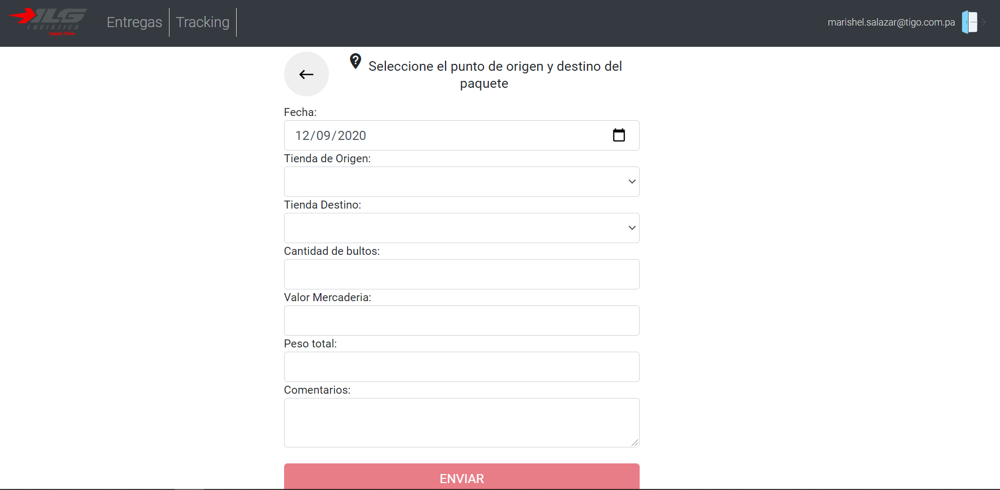 ILG
LOGISTICS
Supply Chain
Entregas
Tracking
marishel.salazar@tigo.com.pa
Seleccione el punto de origen y destino del
paquete
Fecha:
12/09/2020
Tienda de Origen:
Tienda Destino:
Cantidad de bultos:
Valor Mercaderia:
Peso total:
Comentarios:
ENVIAR